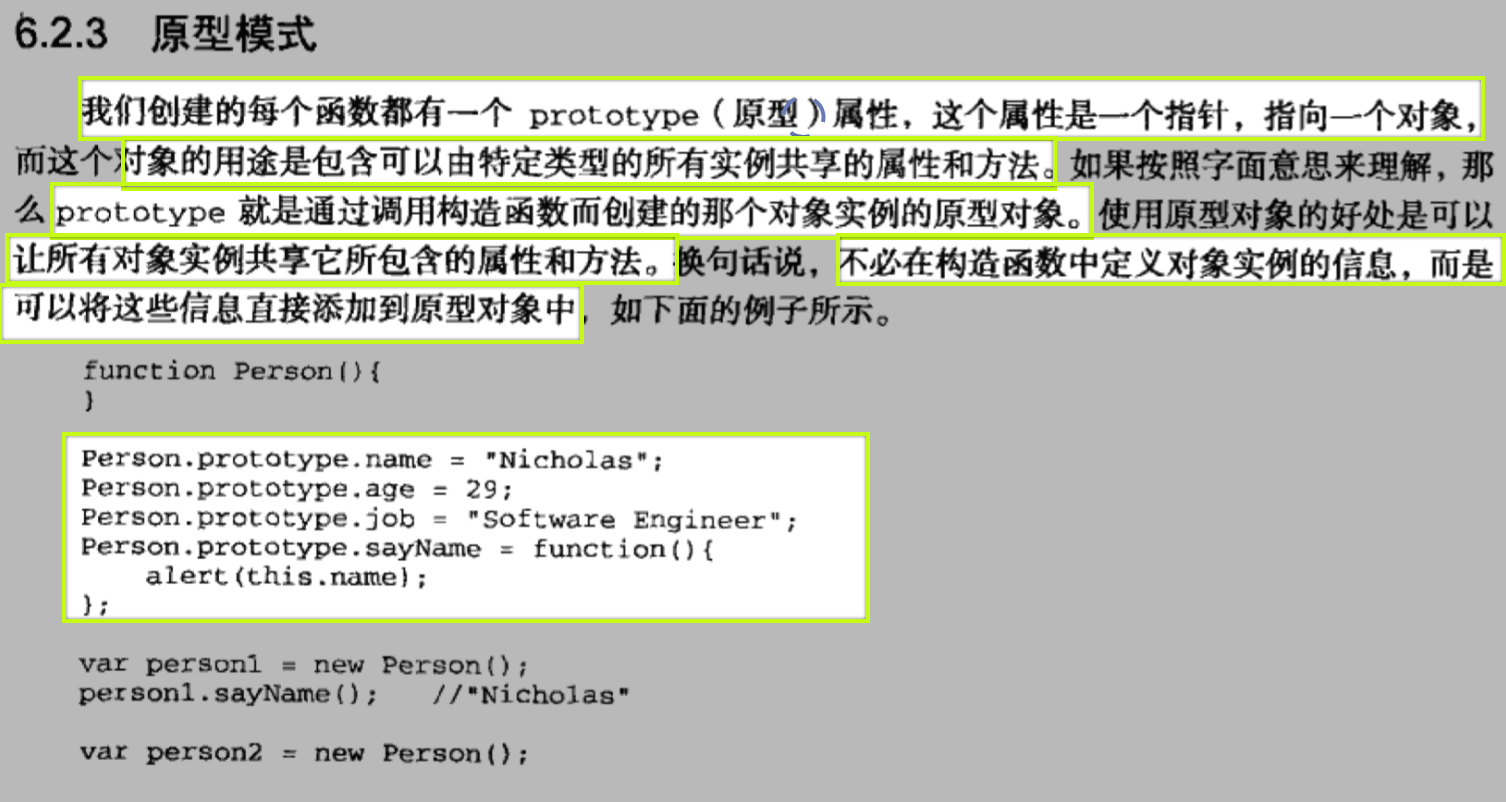 6.2.3 原型模式
我们创建的每个函数都有一个 prototype（原型）属性，这个属性是一个指针，指向一个对象，
而这个对象的用途是包含可以由特定类型的所有实例共享的属性和方法。如果按照字面意思来理解，那
么 prototype 就是通过调用构造函数而创建的那个对象实例的原型对象。使用原型对象的好处是可以
让所有对象实例共享它所包含的属性和方法。换句话说，不必在构造函数中定义对象实例的信息，而是
可以将这些信息直接添加到原型对象中，如下面的例子所示。
function Person(){
}
Person.prototype.name = "Nicholas";
Person.prototype.age = 29;
Person.prototype.job = "Software Engineer";
Person.prototype.sayName = function(){
alert(this.name);
};
var person1 = new Person();
person1.sayName(); //"Nicholas"
var person2 = new Person();